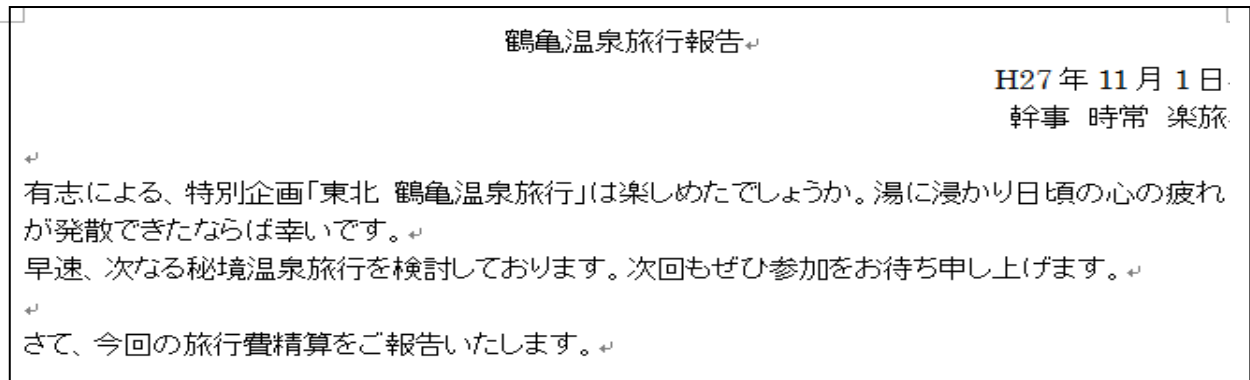 鶴亀温泉旅行報告
H27年11月1日
幹事 時常 楽旅
有志による、特別企画「東北 鶴亀温泉旅行」は楽しめたでしょうか。湯に浸かり日頃の心の疲れ
が発散できたならば幸いです。
早速、次なる秘境温泉旅行を検討しております。次回もぜひ参加をお待ち申し上げます。
さて、今回の旅行費精算をご報告いたします。